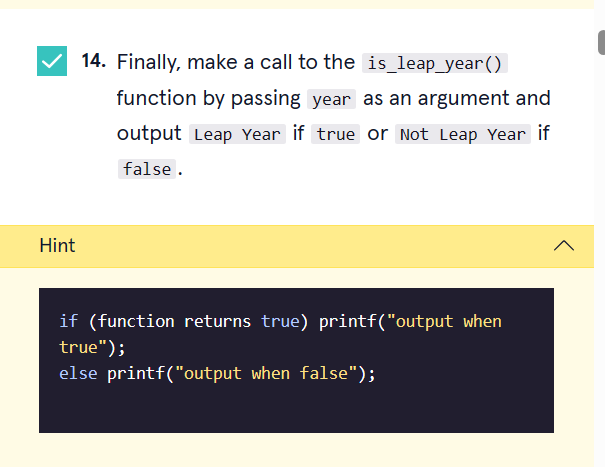 14. Finally, make a call to the is_leap_year()
function by passing year as an argument and
output Leap Year if true or Not Leap Year if
false.
Hint
if (function returns true) printf("output when
true");
else printf("output when false");